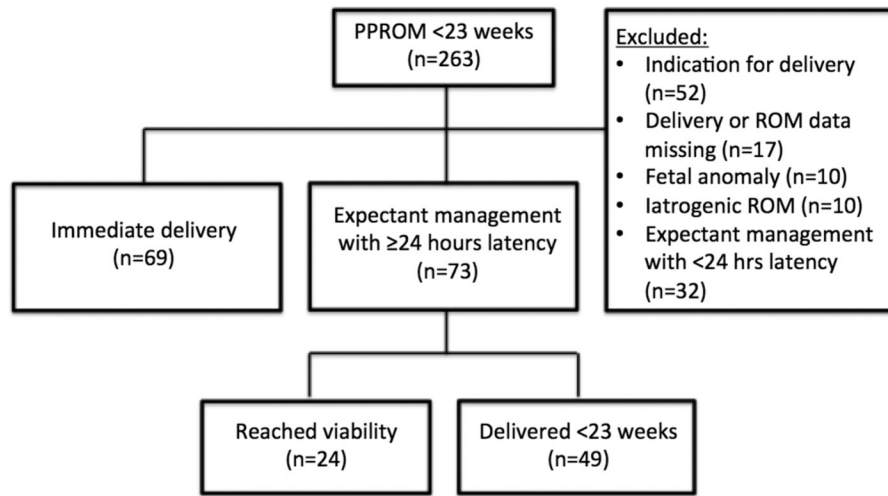 PPROM <23 weeks
(n=263)
Excluded:
• Indication for delivery
(n=52)
• Delivery or ROM data
missing (n=17)
• Fetal anomaly (n=10)
• Iatrogenic ROM (n=10)
• Expectant management
with <24 hrs latency
(n=32)
Immediate delivery
(n=69)
Expectant management
with ≥24 hours latency
(n=73)
Reached viability
(n=24)
Delivered <23 weeks
(n=49)